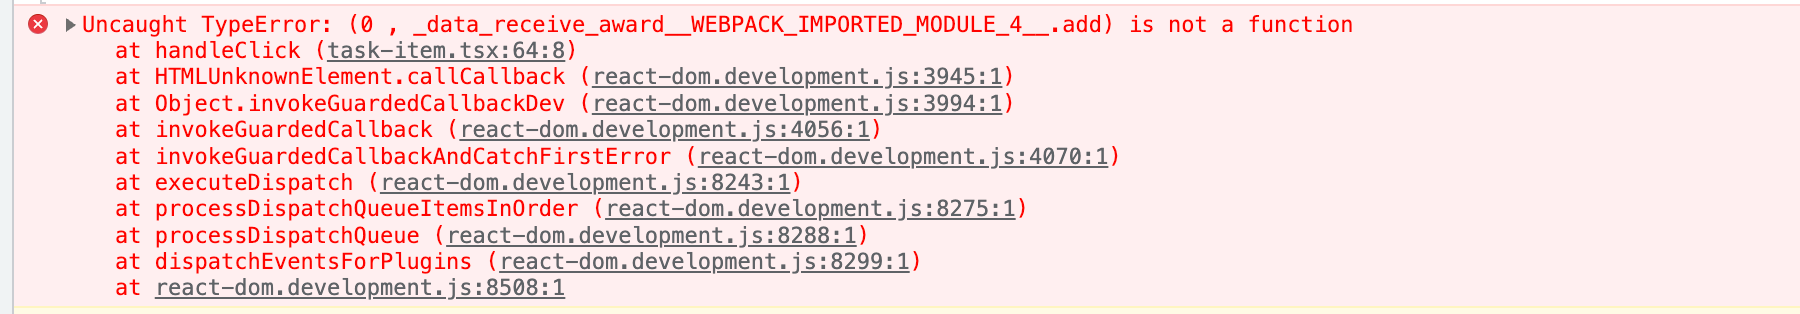 Uncaught TypeError: (0 , _data_receive_award__WEBPACK_IMPORTED_MODULE_4__.add) is not a function
at handleClick (task-item.tsx:64:8)
at HTMLUnknownElement.callCallback (react-dom.development.js:3945:1)
at Object.invokeGuardedCallbackDev (react-dom.development.js:3994:1)
at invokeGuardedCallback (react-dom.development.js:4056:1)
at invokeGuardedCallbackAndCatchFirstError (react-dom.development.js:4070:1)
at executeDispatch (react-dom.development.js:8243:1)
at processDispatchQueueItemsInOrder (react-dom.development.js:8275:1)
at processDispatchQueue (react-dom.development.js:8288:1)
at dispatchEventsForPlugins (react-dom.development.js:8299:1)
at react-dom.development.js:8508:1